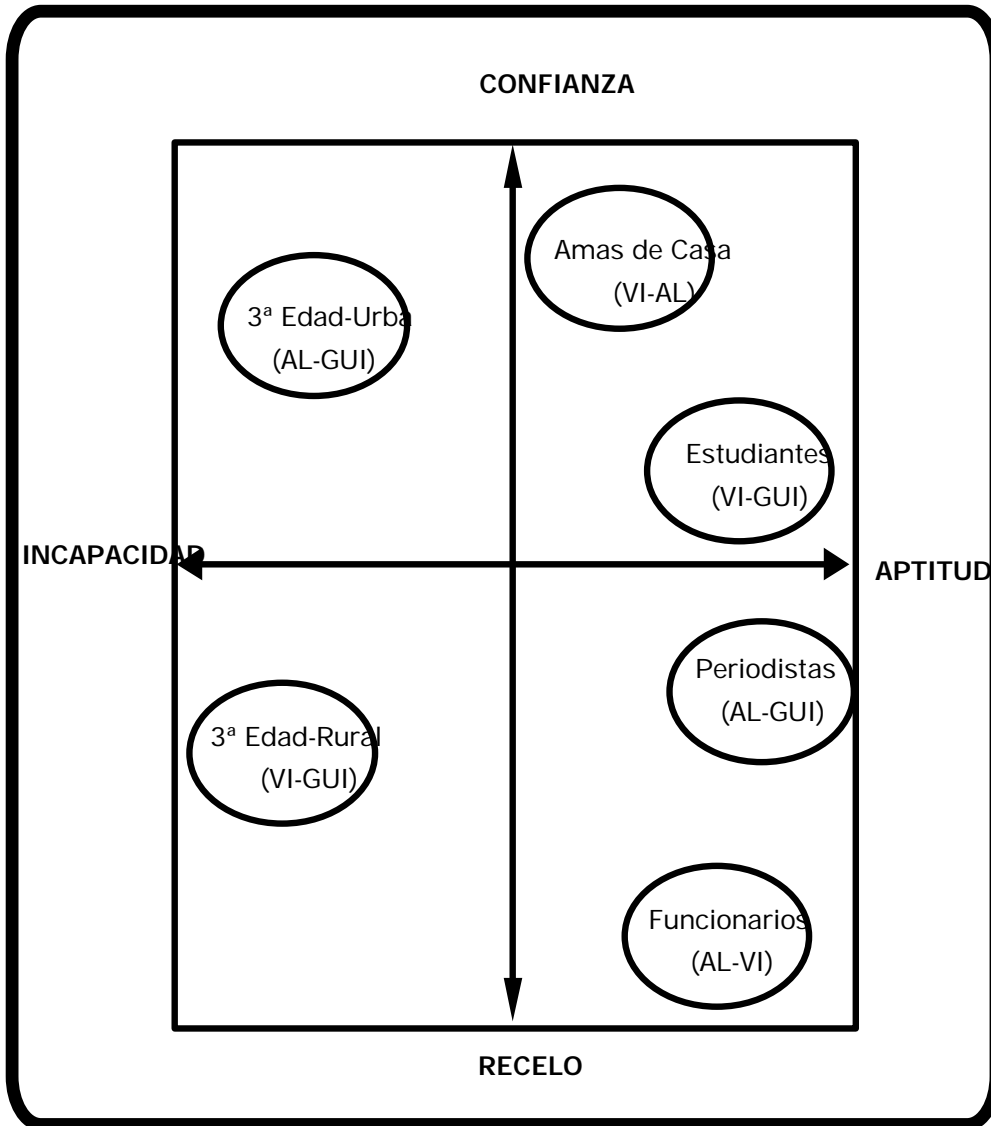 CONFIANZA
Amas de Casa
(VI-AL)
3ª Edad-Urba
(AL-GUI)
Estudiantes
(VI-GUI)
INCAPACIDAD
APTITUD
Periodistas
(AL-GUI)
3ª Edad-Rural
(VI-GUI)
Funcionarios
(AL-VI)
RECELO